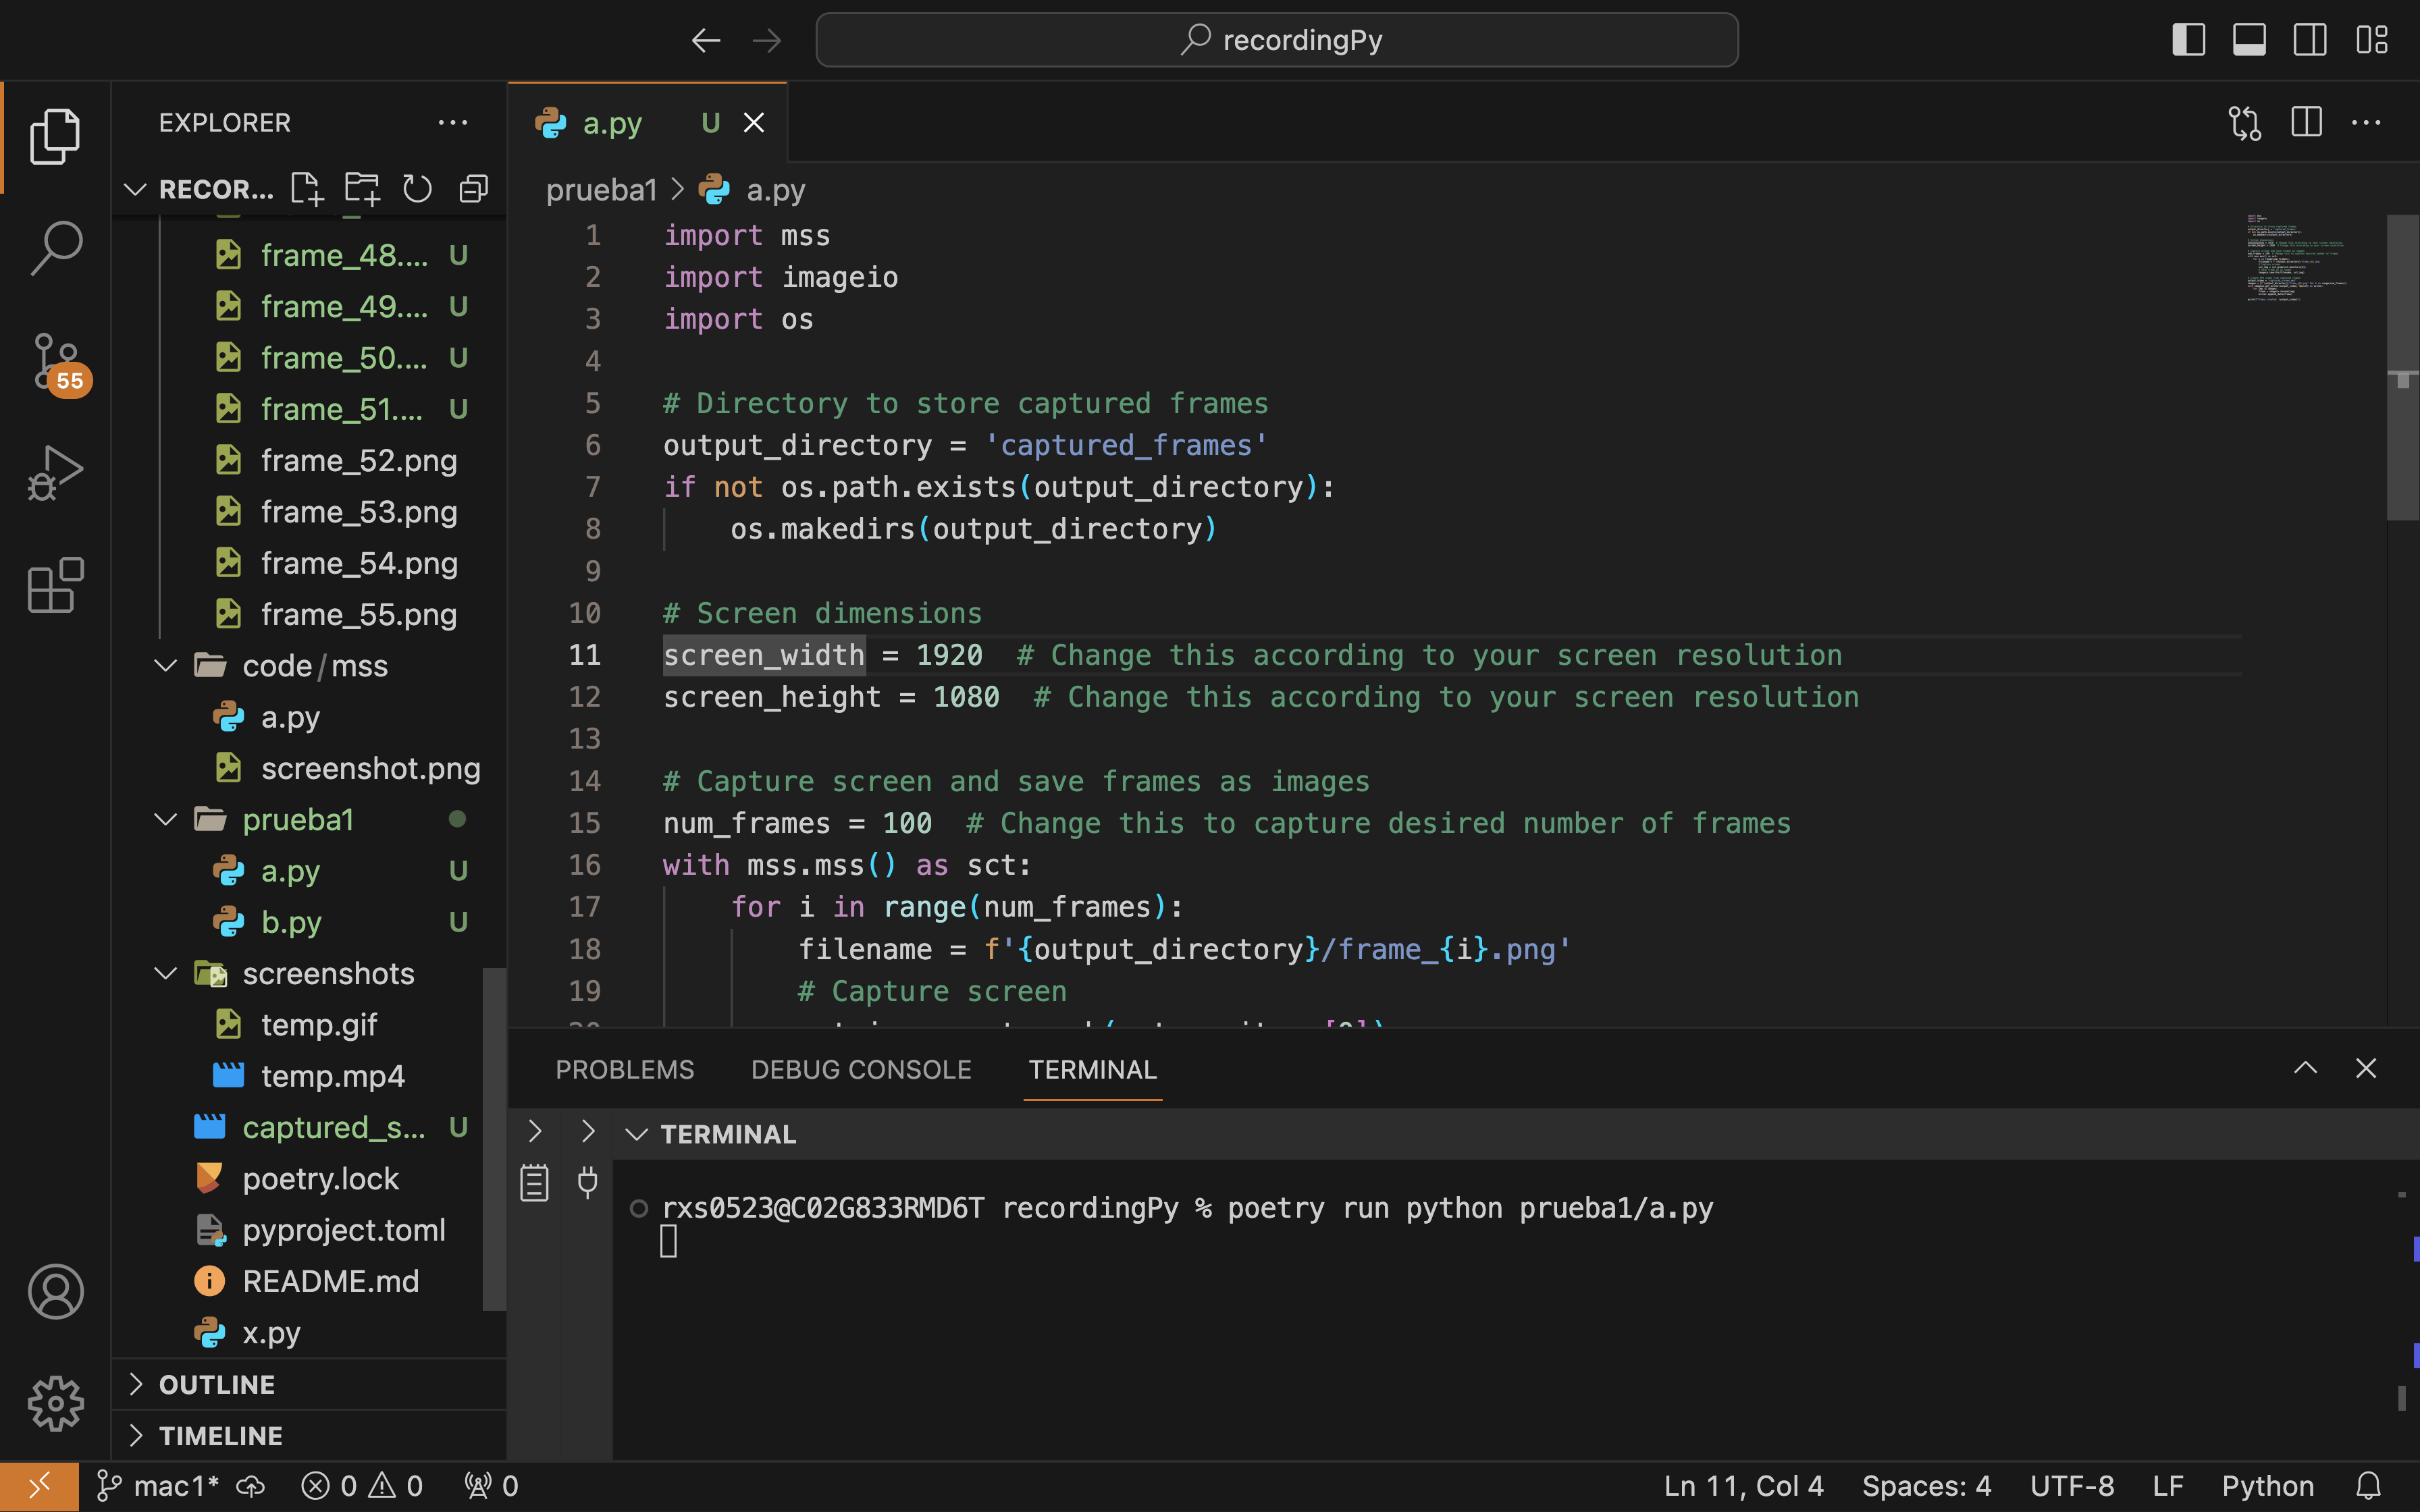 recordingPy
EXPLORER
RECOR...
frame_48.... U
frame_49.... U
frame_50.... U
frame_51.... U
frame_52.png
frame_53.png
frame_54.png
frame_55.png
code/mss
a.py
screenshot.png
prueba1
a.py U
b.py U
screenshots
temp.gif
temp.mp4
captured_s... U
poetry.lock
pyproject.toml
README.md
x.py
OUTLINE
TIMELINE
55
a.py U
prueba1 > a.py
1 import mss
2 import imageio
3 import os
4
5 # Directory to store captured frames
6 output_directory = 'captured_frames'
7 if not os.path.exists(output_directory):
8 os.makedirs(output_directory)
9
10 # Screen dimensions
11 screen_width = 1920 # Change this according to your screen resolution
12 screen_height = 1080 # Change this according to your screen resolution
13
14 # Capture screen and save frames as images
15 num_frames = 100 # Change this to capture desired number of frames
16 with mss.mss() as sct:
17 for i in range(num_frames):
18 filename = f'{output_directory}/frame_{i}.png'
19 # Capture screen
PROBLEMS DEBUG CONSOLE TERMINAL
TERMINAL
rxs0523@C02G833RMD6T recordingPy % poetry run python prueba1/a.py
mac1* 0 0 0 Ln 11, Col 4 Spaces: 4 UTF-8 LF Python